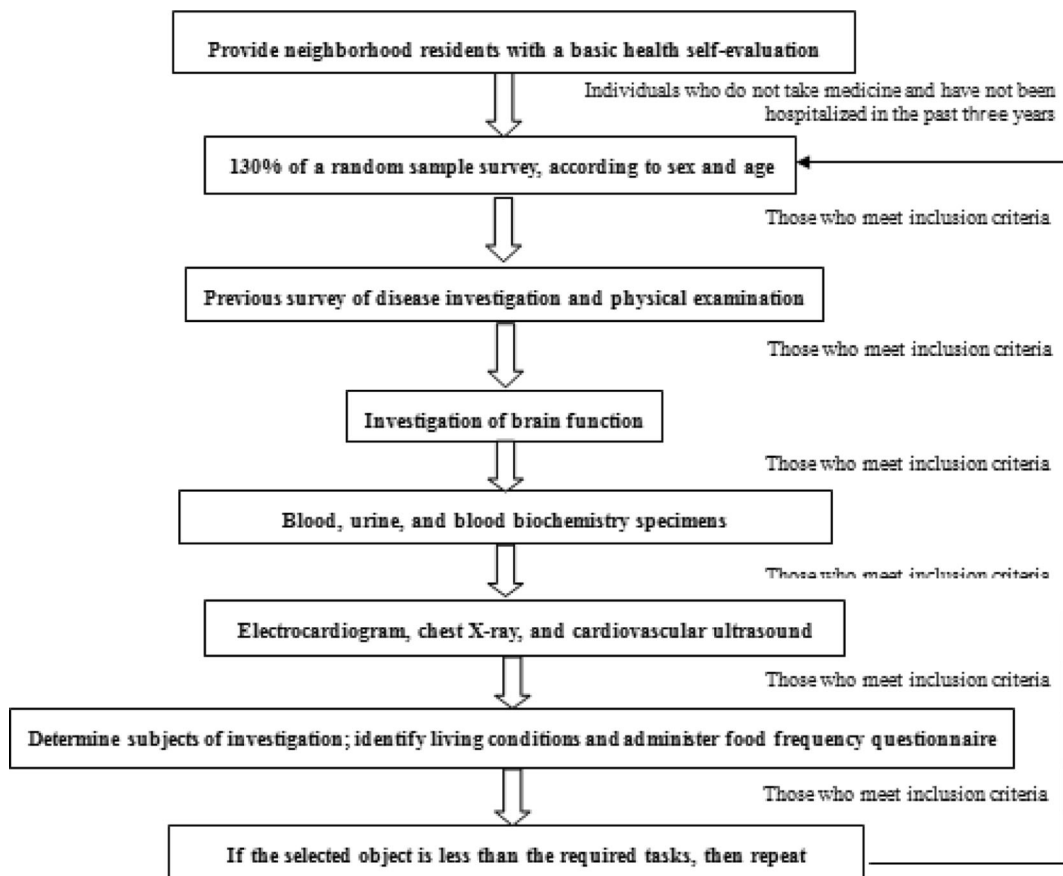 Provide neighborhood residents with a basic health self-evaluation
Individuals who do not take medicine and have not been
hospitalized in the past three years
130% of a random sample survey, according to sex and age
Those who meet inclusion criteria
Previous survey of disease investigation and physical examination
Those who meet inclusion criteria
Investigation of brain function
Those who meet inclusion criteria
Blood, urine, and blood biochemistry specimens
Those who meet inclusion criteria
Electrocardiogram, chest X-ray, and cardiovascular ultrasound
Those who meet inclusion criteria
Determine subjects of investigation; identify living conditions and administer food frequency questionnaire
Those who meet inclusion criteria
If the selected object is less than the required tasks, then repeat